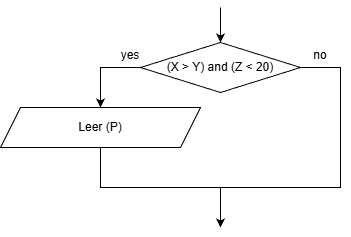 yes
no
(X > Y) and (Z < 20)
Leer (P)